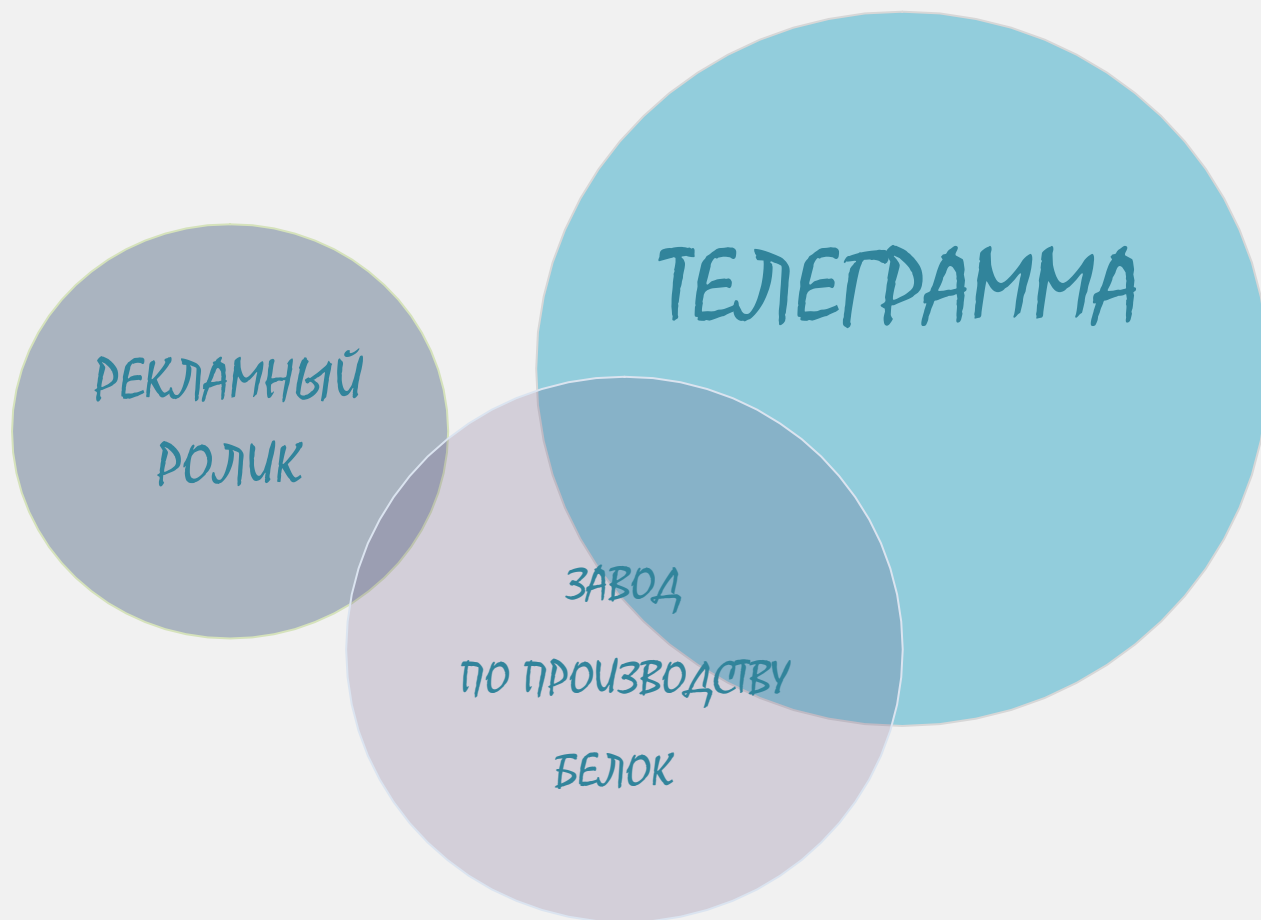 ТЕЛЕГРАММА
РЕКЛАМНЫЙ
РОЛИК
ЗАВОД
ПО ПРОИЗВОДСТВУ
БЕЛОК